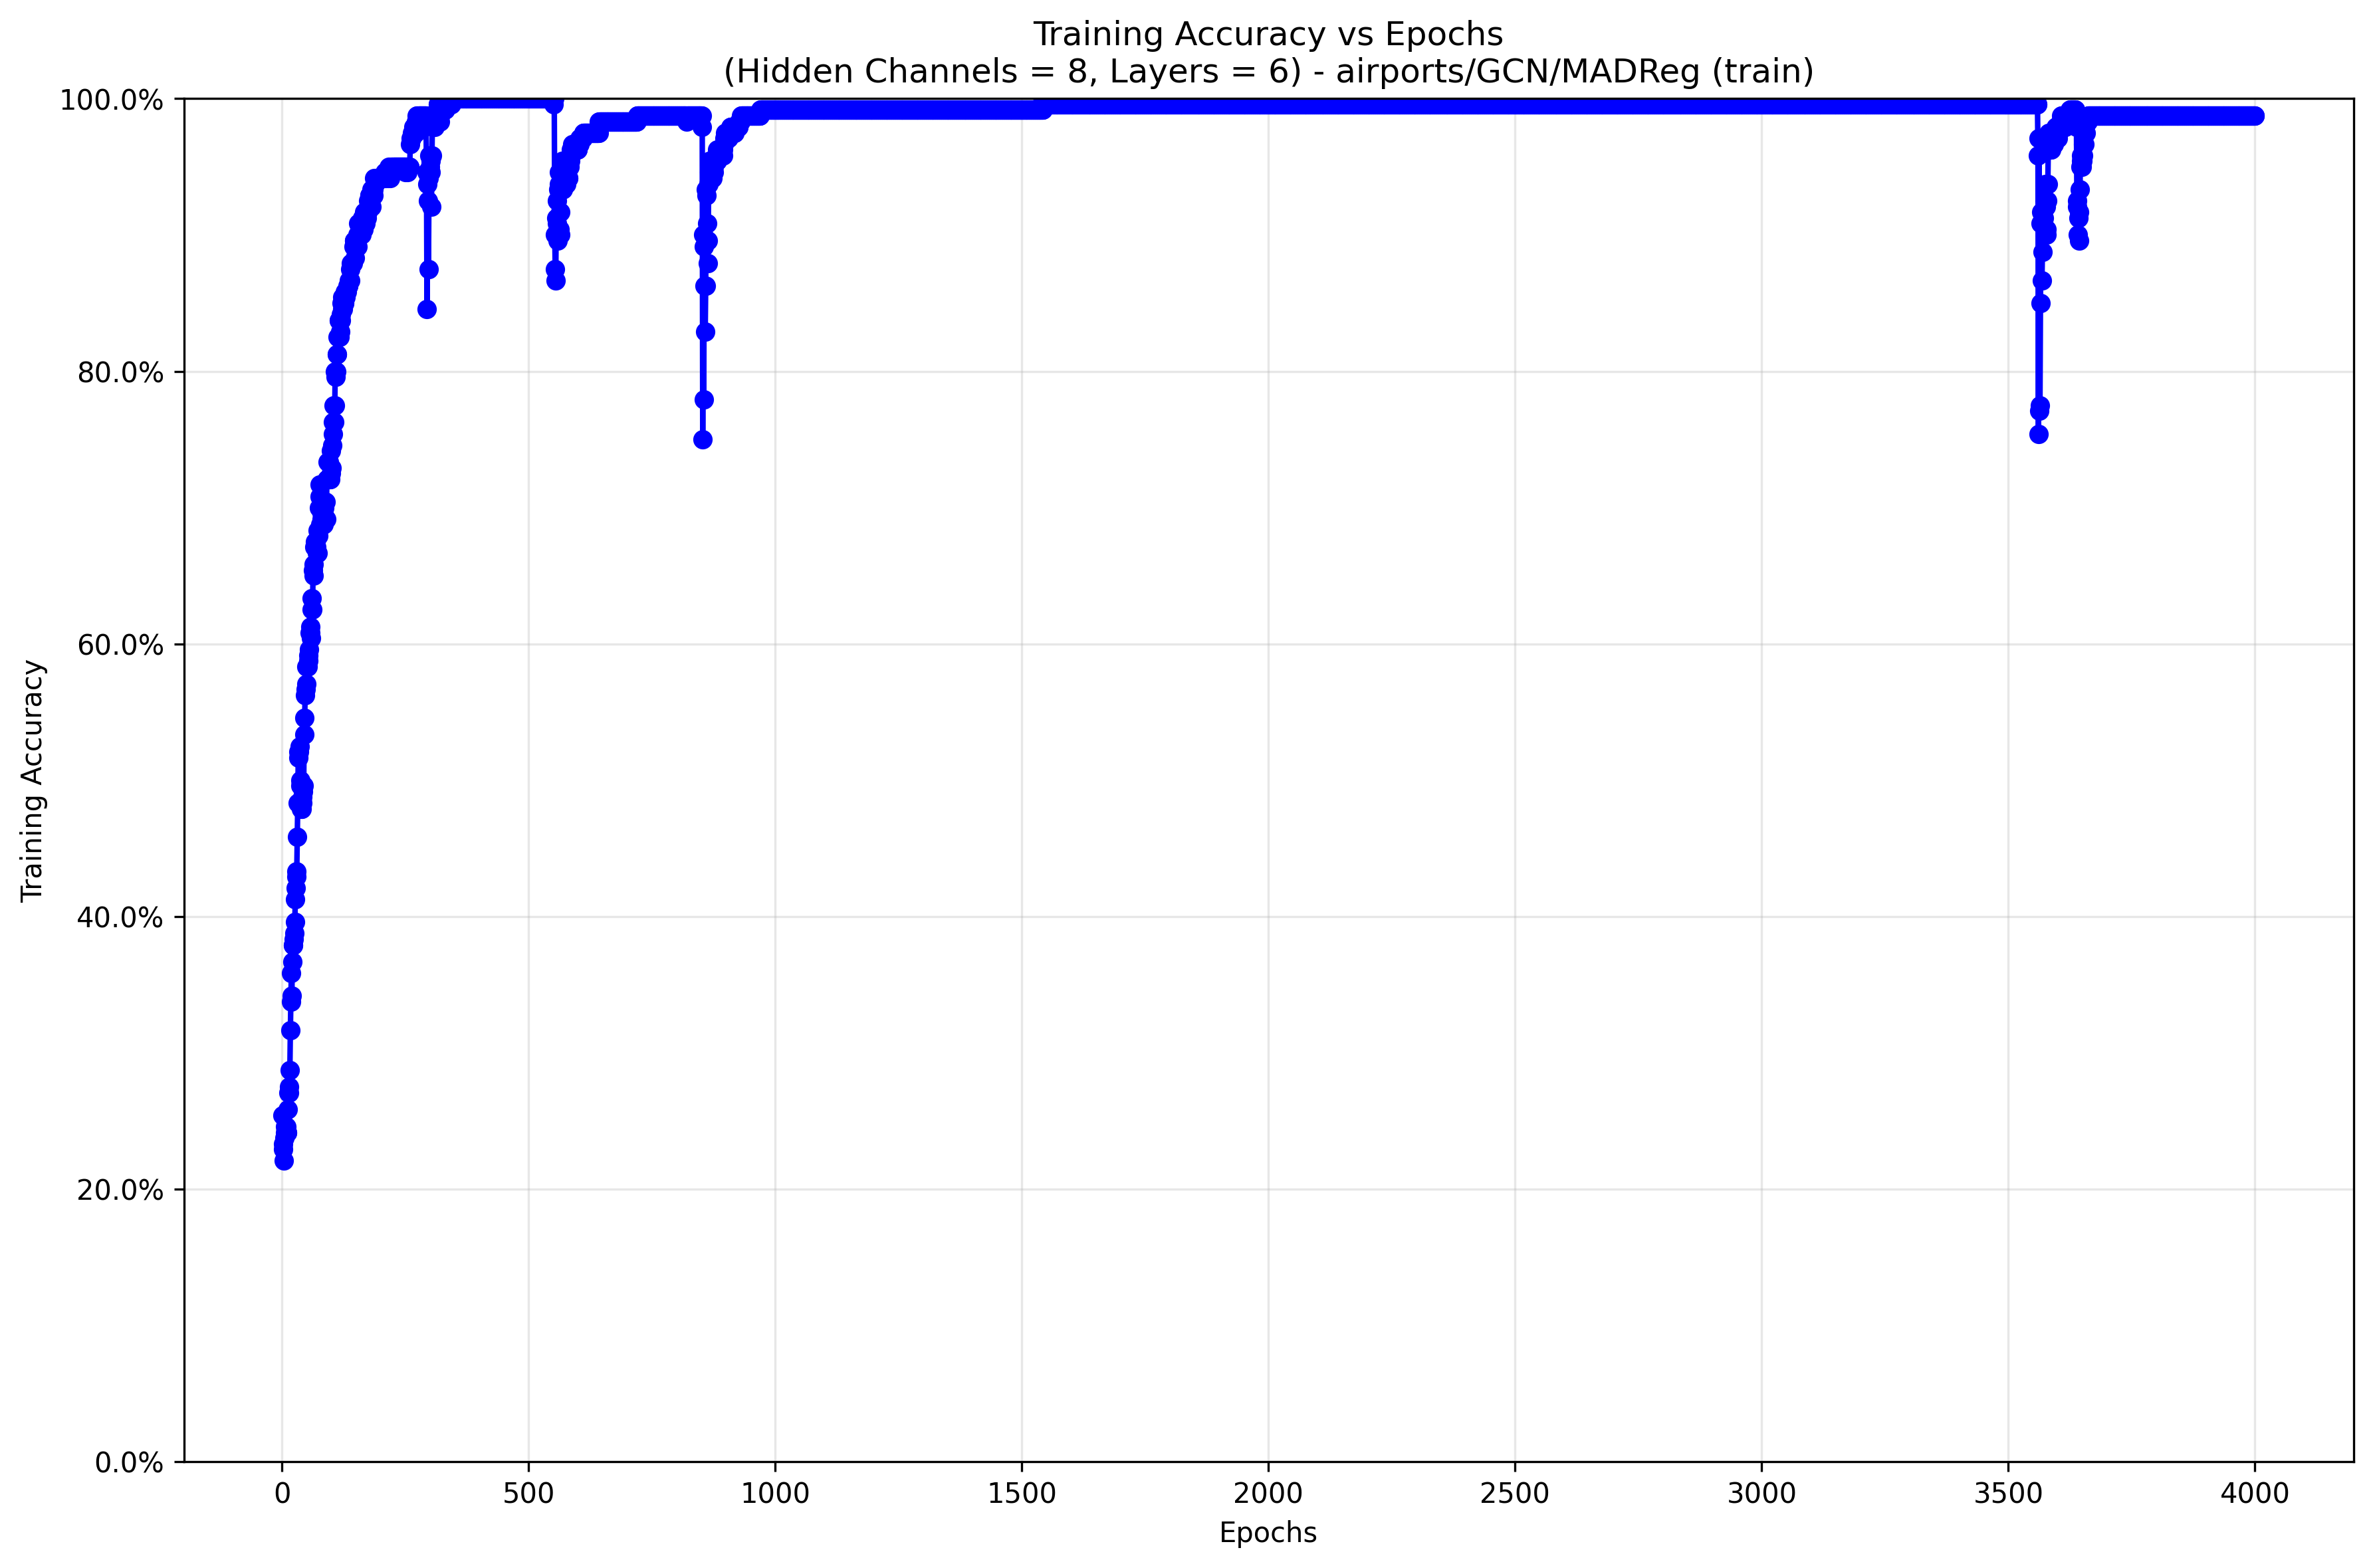 Training Accuracy vs Epochs
(Hidden Channels = 8, Layers = 6) - airports/GCN/MADReg (train)
100.0%
80.0%
60.0%
40.0%
20.0%
0.0%
Training Accuracy
0 500 1000 1500 2000 2500 3000 3500 4000
Epochs